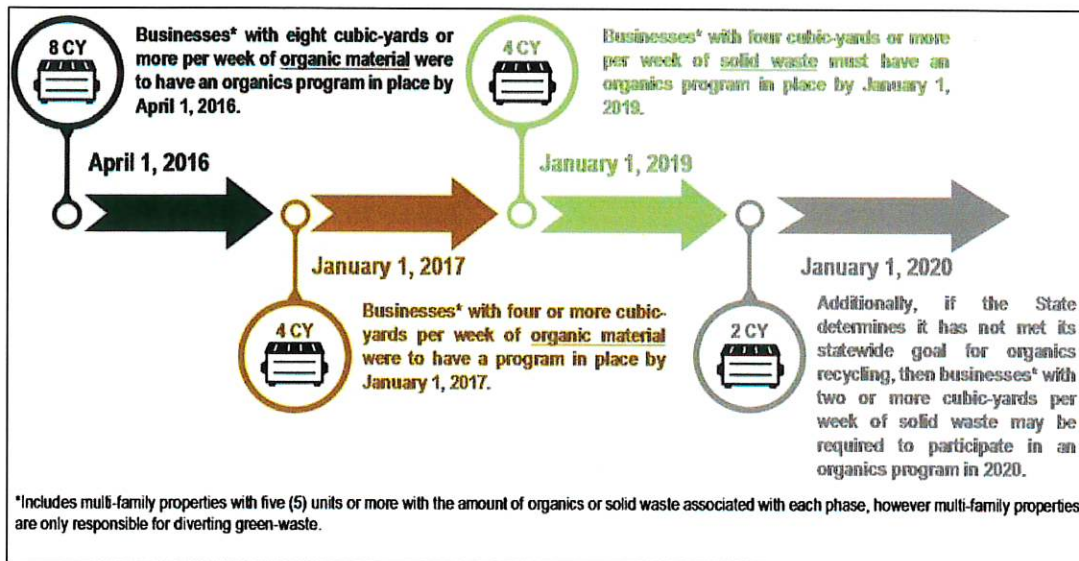 8 CY
Businesses* with eight cubic-yards or
more per week of organic material were
to have an organics program in place by
April 1, 2016.
April 1, 2016
4 CY
Businesses* with four or more cubic-
yards per week of organic material
were to have a program in place by
January 1, 2017.
January 1, 2017
4 CY
Businesses* with four cubic-yards or more
per week of solid waste must have an
organics program in place by January 1,
2019.
January 1, 2019
2 CY
January 1, 2020
Additionally, if the State
determines it has not met its
statewide goal for organics
recycling, then businesses* with
two or more cubic-yards per
week of solid waste may be
required to participate in an
organics program in 2020.
*Includes multi-family properties with five (5) units or more with the amount of organics or solid waste associated with each phase, however multi-family properties
are only responsible for diverting green-waste.